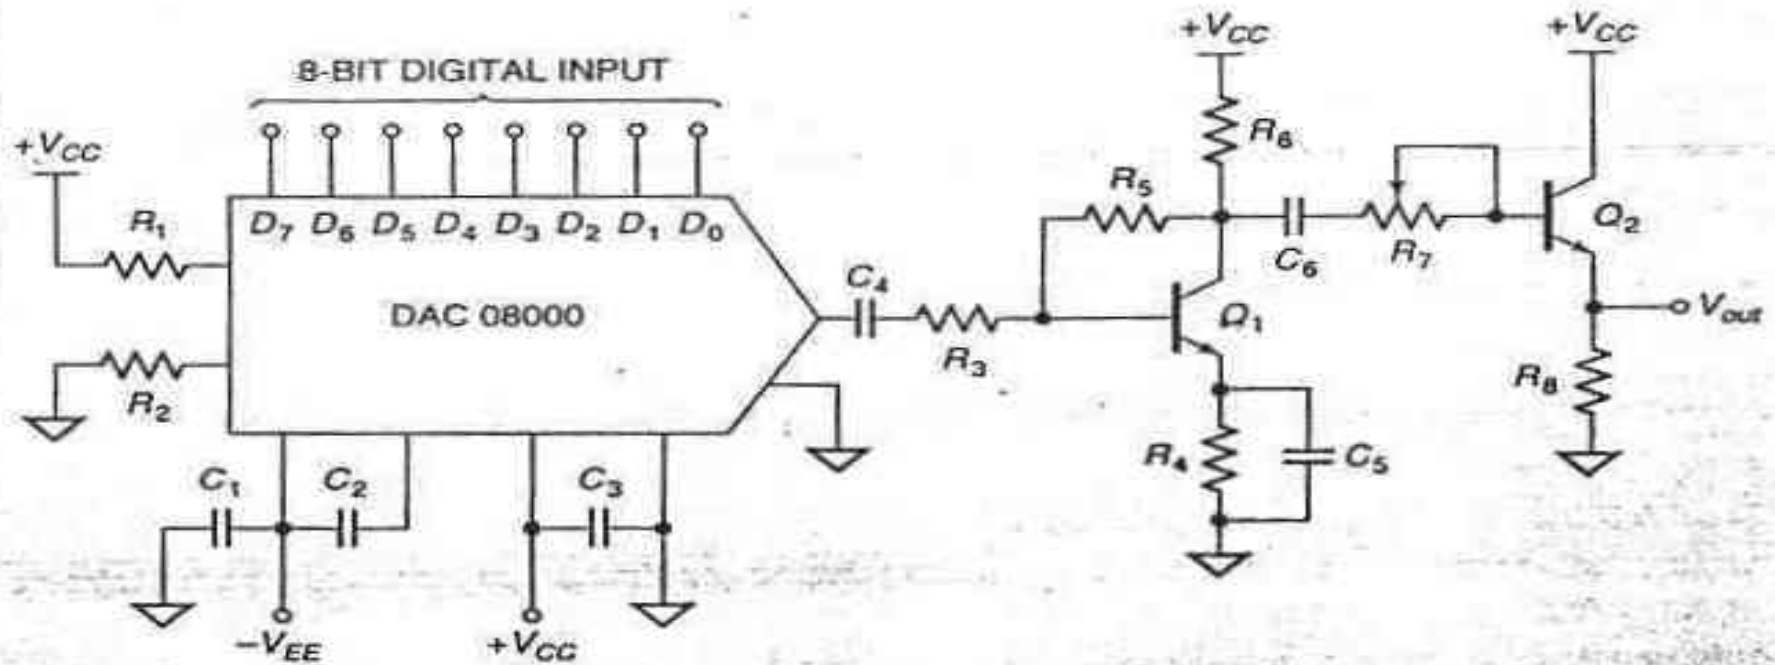 +VCC
+VCC
8-BIT DIGITAL INPUT
+VCC
R6
R1
D7 D6 D5 D4 D3 D2 D1 D0
R5
C6
R7
Q2
C4
DAC 08000
R3
Q1
Vout
R2
R8
R4
C5
C1
C2
C3
-VEE
+VCC